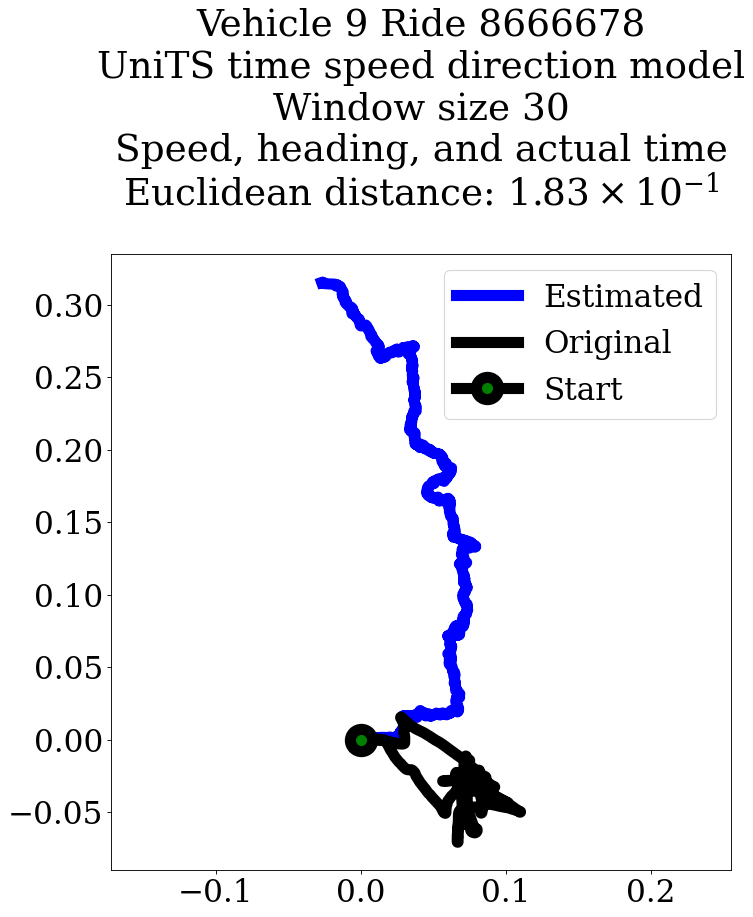 Vehicle 9 Ride 8666678
UniTS time speed direction model
Window size 30
Speed, heading, and actual time
Euclidean distance: 1.83 × 10⁻¹
Estimated
Original
Start
0.30
0.25
0.20
0.15
0.10
0.05
0.00
−0.05
−0.1 0.0 0.1 0.2